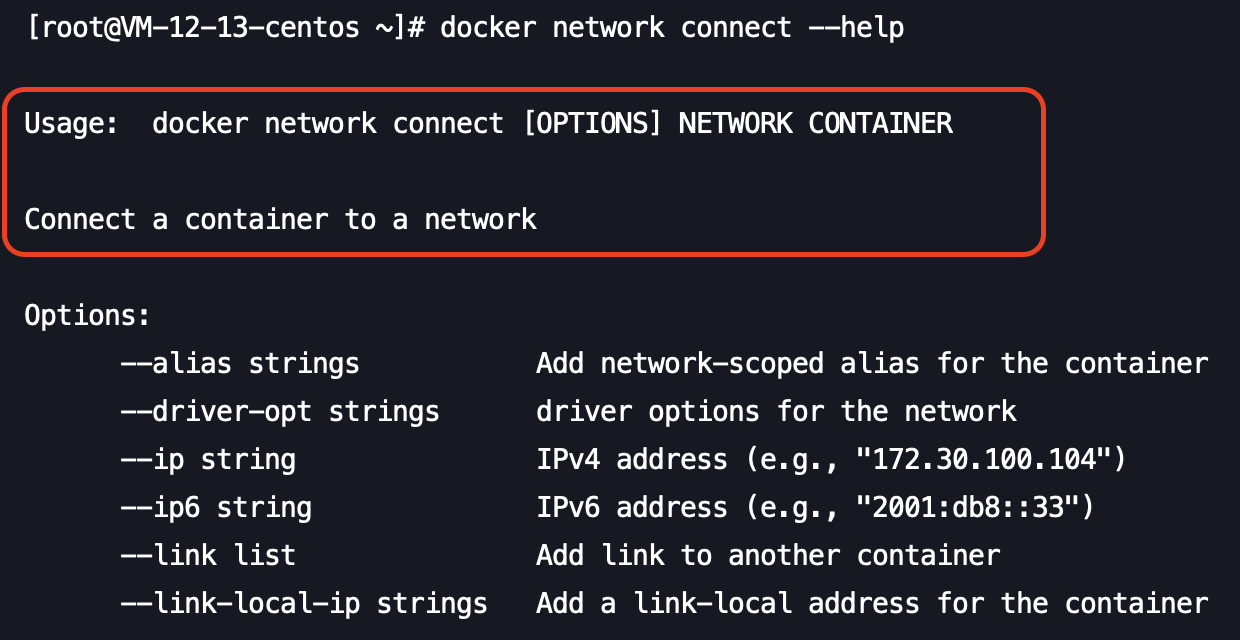 [root@VM-12-13-centos ~]# docker network connect --help
Usage:  docker network connect [OPTIONS] NETWORK CONTAINER
Connect a container to a network
Options:
      --alias strings           Add network-scoped alias for the container
      --driver-opt strings      driver options for the network
      --ip string               IPv4 address (e.g., "172.30.100.104")
      --ip6 string              IPv6 address (e.g., "2001:db8::33")
      --link list               Add link to another container
      --link-local-ip strings   Add a link-local address for the container